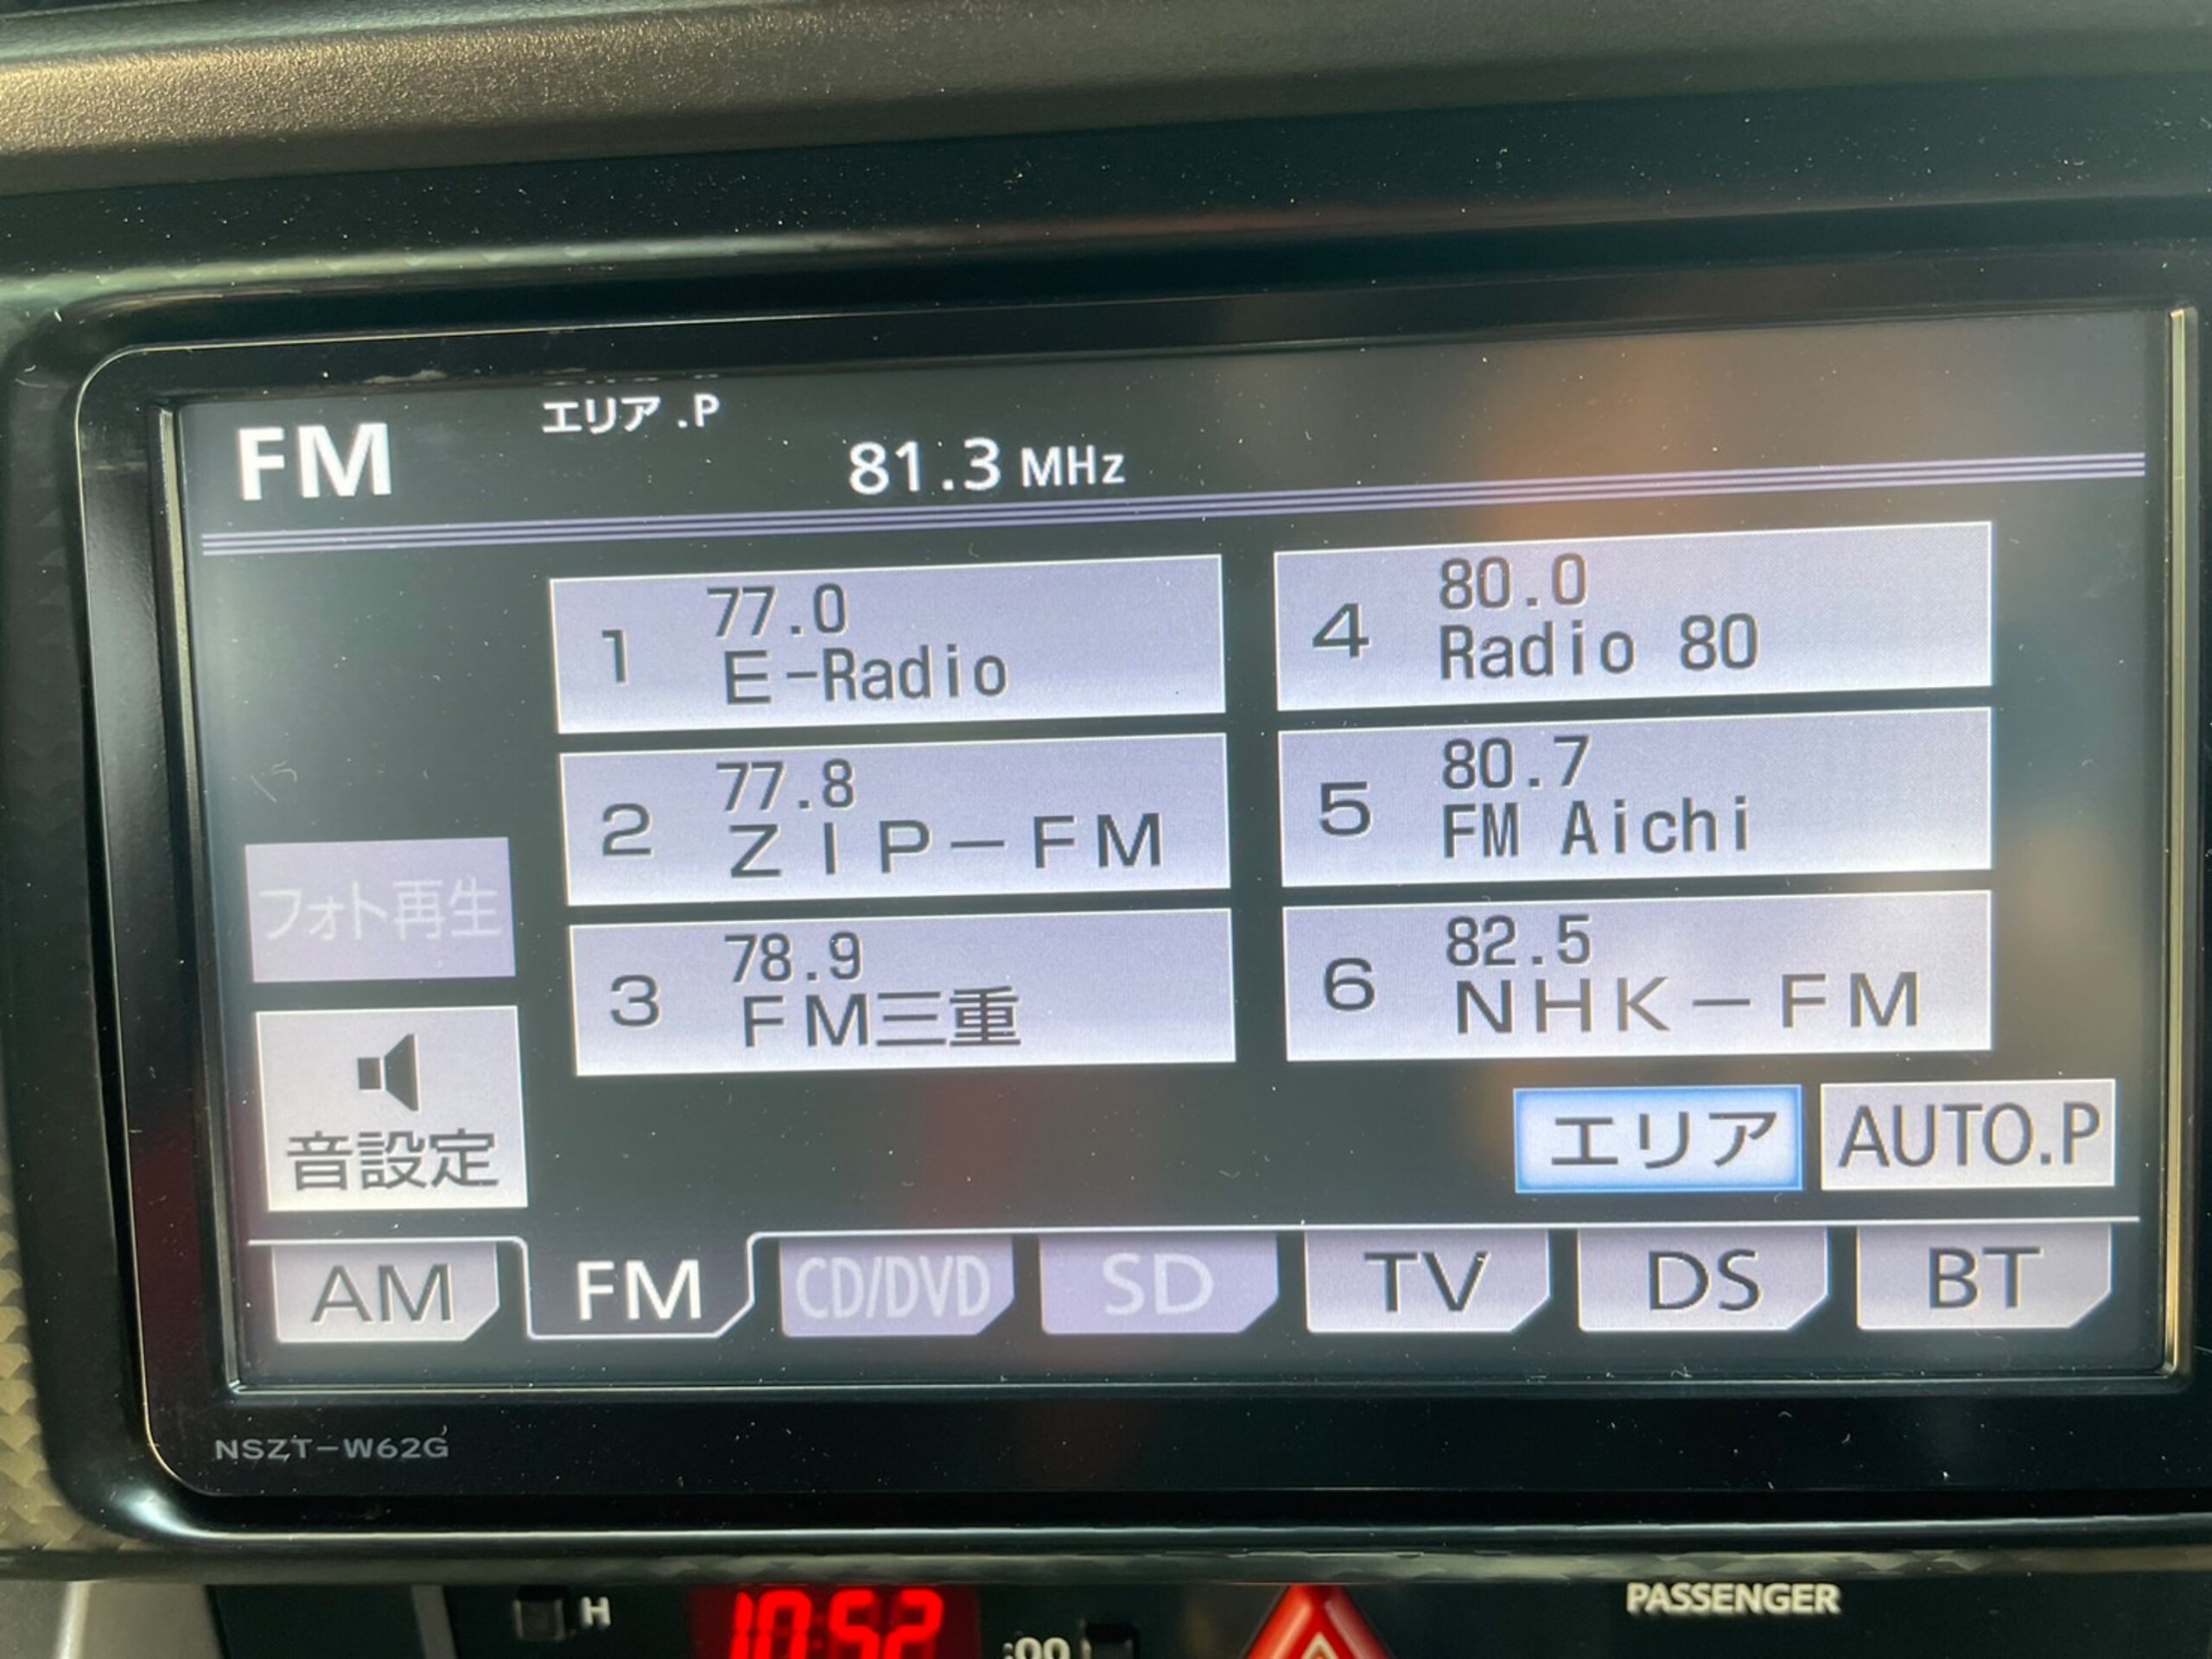 FM
エリア.P
81.3 MHz
1
77.0
E-Radio
2
77.8
ZIP-FM
3
78.9
FM三重
4
80.0
Radio 80
5
80.7
FM Aichi
6
82.5
NHK-FM
フォト再生
音設定
エリア
AUTO.P
AM
FM
CD/DVD
SD
TV
DS
BT
NSZT-W62G
H
10:52
:00
PASSENGER